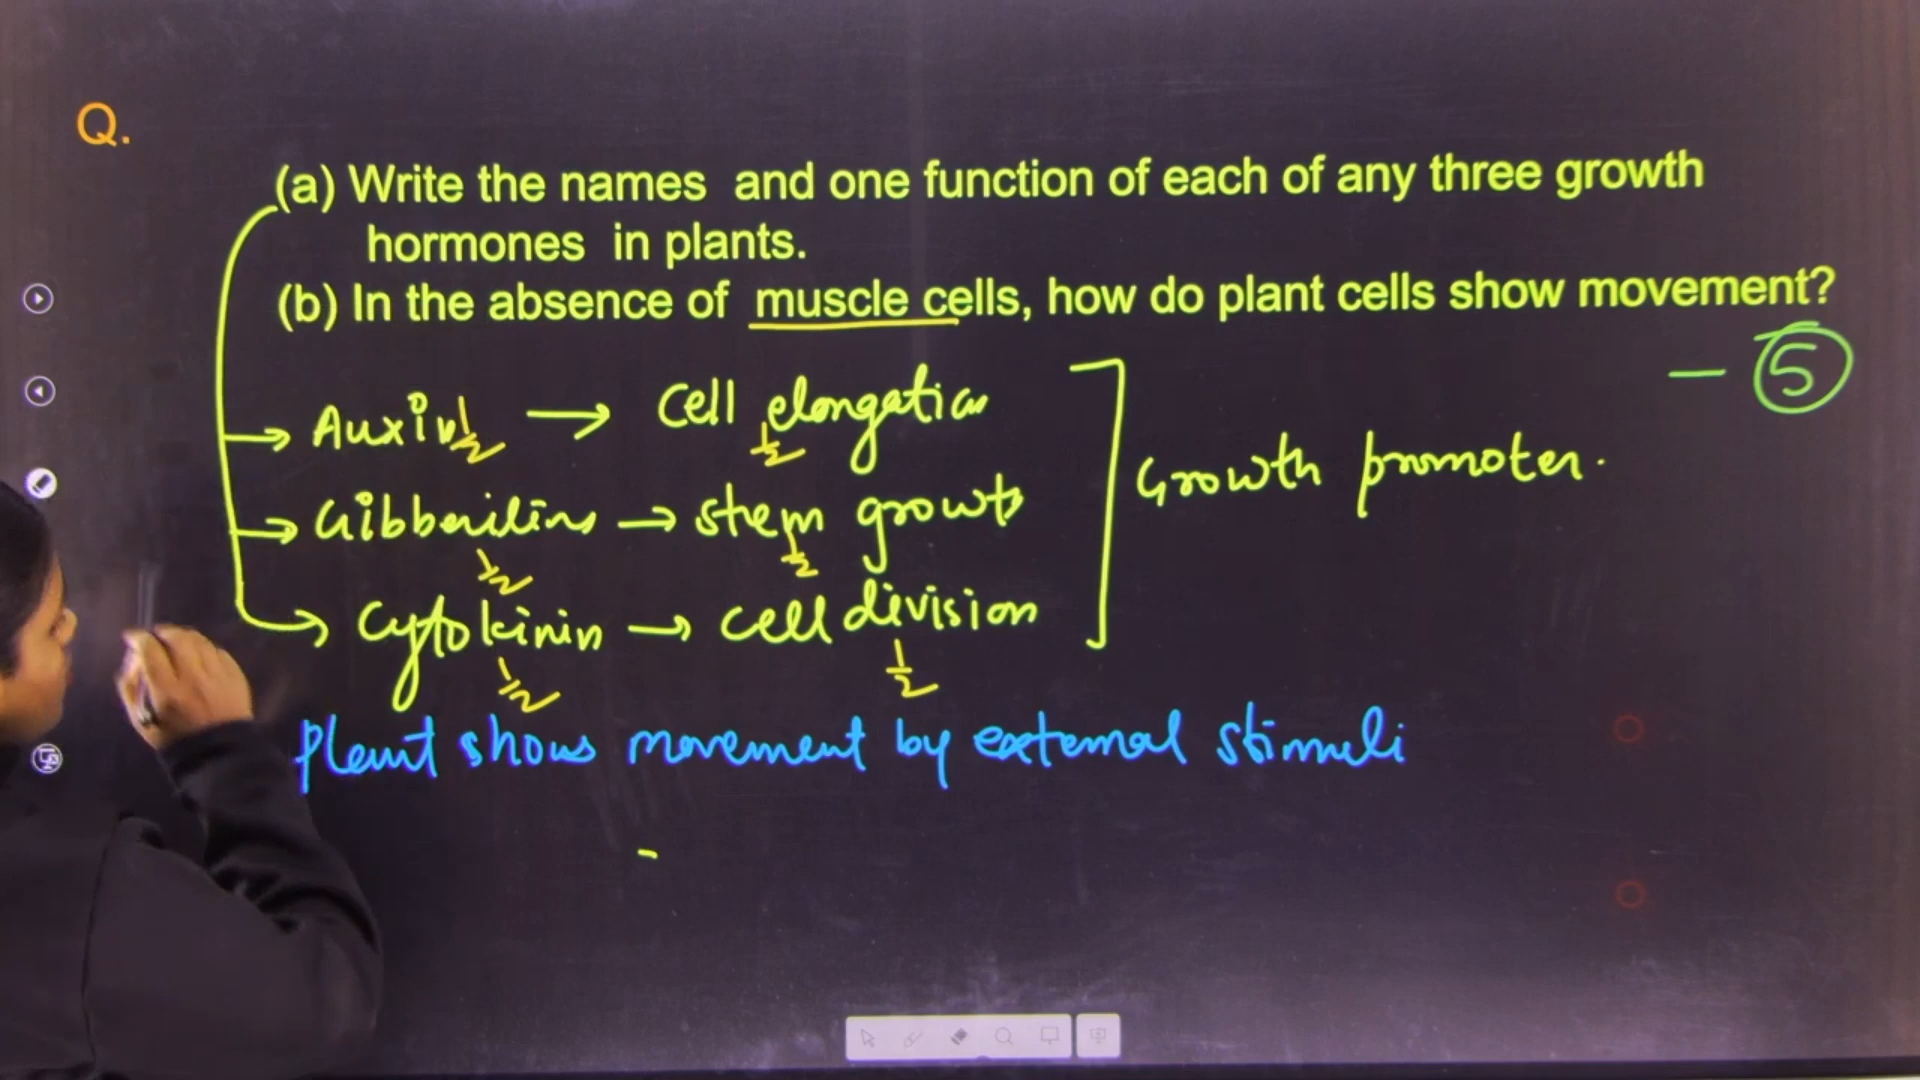 Q.
(a) Write the names and one function of each of any three growth
hormones in plants.
(b) In the absence of muscle cells, how do plant cells show movement?
- 5
Auxin 1/2 → Cell elongation 1/2
Gibberilins 1/2 → stem growth 1/2
Cytokinin 1/2 → cell division 1/2
Growth promoter.
Plant shows movement by external stimuli
-